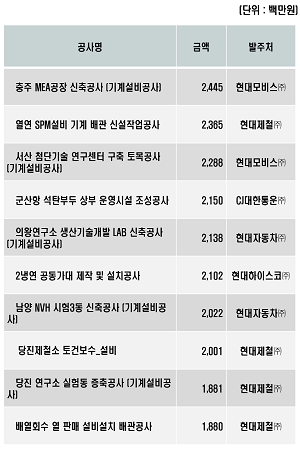 (단위 : 백만원)
공사명 금액 발주처
충주 MEA공장 신축공사 (기계설비공사) 2,445 현대모비스㈜
열연 SPM설비 기계 배관 신설작업공사 2,365 현대제철㈜
서산 첨단기술 연구센터 구축 토목공사
(기계설비공사) 2,288 현대모비스㈜
군산항 석탄부두 상부 운영시설 조성공사 2,150 CJ대한통운㈜
의왕연구소 생산기술개발 LAB 신축공사
(기계설비공사) 2,138 현대자동차㈜
2냉연 공동가대 제작 및 설치공사 2,102 현대하이스코㈜
남양 NVH 시험3동 신축공사 (기계설비공
사) 2,022 현대자동차㈜
당진제철소 토건보수_설비 2,001 현대제철㈜
당진 연구소 실험동 증축공사 (기계설비공
사) 1,881 현대제철㈜
배열회수 열 판매 설비설치 배관공사 1,880 현대제철㈜